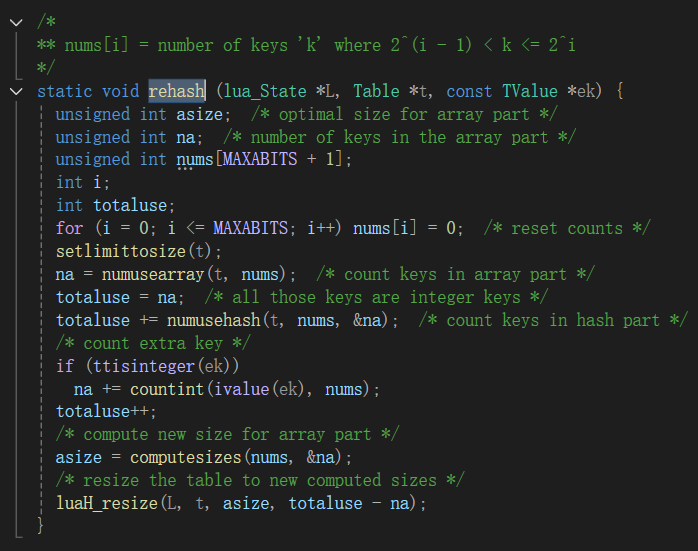 /*
** nums[i] = number of keys 'k' where 2^(i - 1) < k <= 2^i
*/
static void rehash (lua_State *L, Table *t, const TValue *ek) {
  unsigned int asize;  /* optimal size for array part */
  unsigned int na;  /* number of keys in the array part */
  unsigned int nums[MAXABITS + 1];
  int i;
  int totaluse;
  for (i = 0; i <= MAXABITS; i++) nums[i] = 0;  /* reset counts */
  setlimittosize(t);
  na = numusearray(t, nums);  /* count keys in array part */
  totaluse = na;  /* all those keys are integer keys */
  totaluse += numusehash(t, nums, &na);  /* count keys in hash part */
  /* count extra key */
  if (ttisinteger(ek))
    na += countint(ivalue(ek), nums);
  totaluse++;
  /* compute new size for array part */
  asize = computesizes(nums, &na);
  /* resize the table to new computed sizes */
  luaH_resize(L, t, asize, totaluse - na);
}